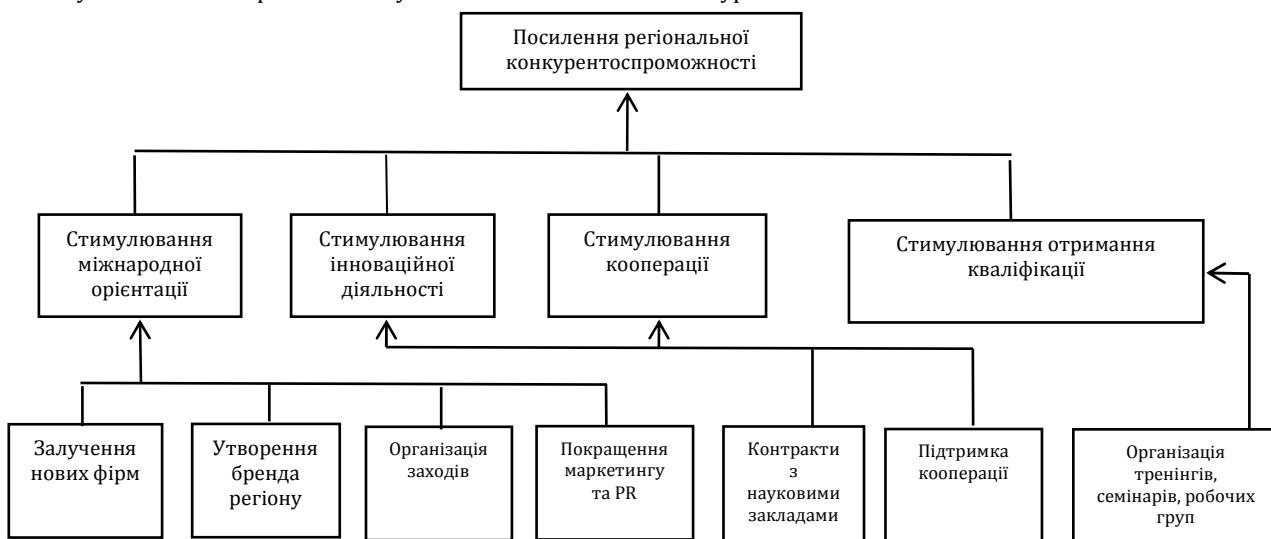 Посилення регіональної
конкурентоспроможності
Стимулювання
міжнародної
орієнтації
Стимулювання
інноваційної
діяльності
Стимулювання
кооперації
Стимулювання отримання
кваліфікації
Залучення
нових фірм
Утворення
бренда
регіону
Організація
заходів
Покращення
маркетингу
та PR
Контракти
з
науковими
закладами
Підтримка
кооперації
Організація
тренінгів,
семінарів, робочих
груп